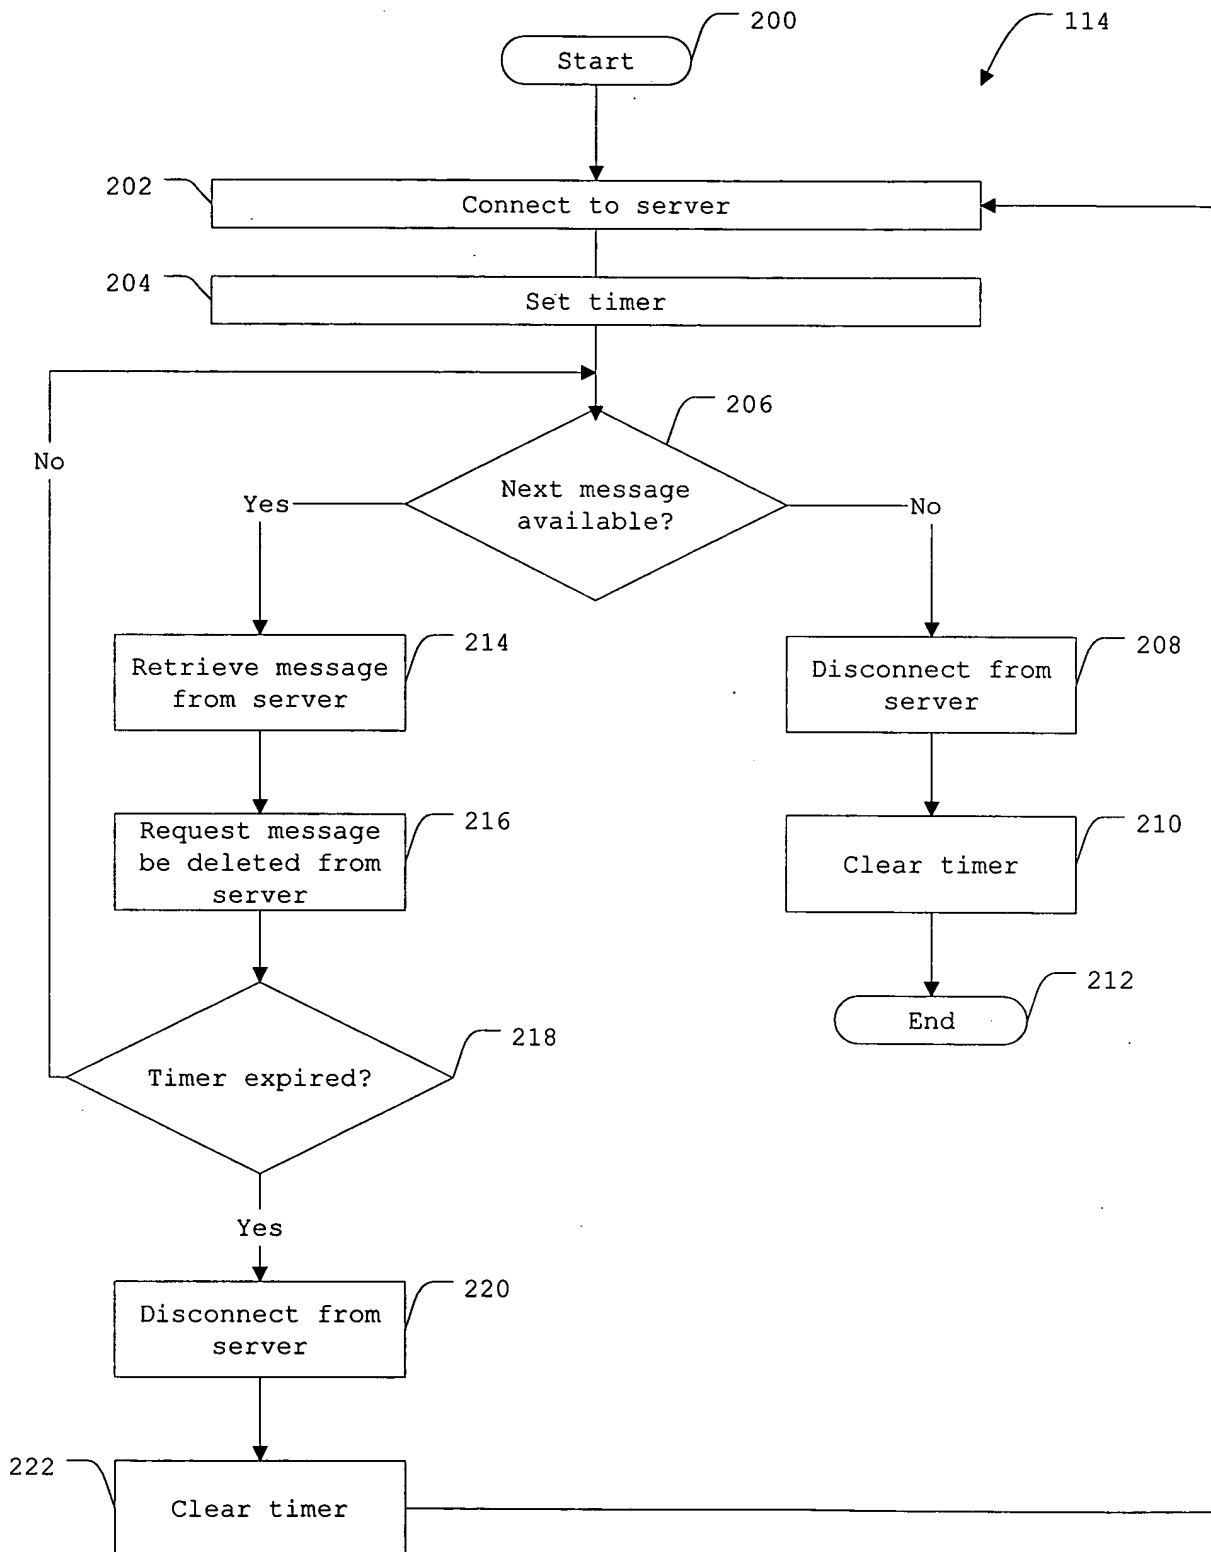 200
114
Start
202
Connect to server
204
Set timer
206
No
Next message
available?
Yes
No
214
Retrieve message
from server
208
Disconnect from
server
216
Request message
be deleted from
server
210
Clear timer
212
End
218
Timer expired?
Yes
220
Disconnect from
server
222
Clear timer